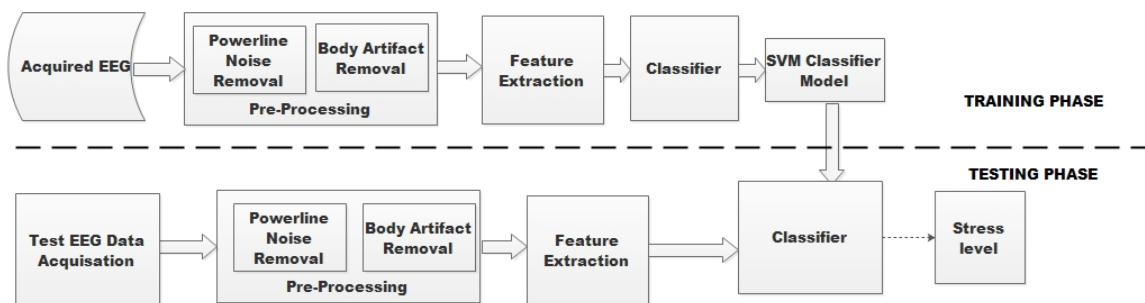 Acquired EEG
Powerline
Noise
Removal
Body Artifact
Removal
Pre-Processing
Feature
Extraction
Classifier
SVM Classifier
Model
TRAINING PHASE
TESTING PHASE
Test EEG Data
Acquisation
Powerline
Noise
Removal
Body Artifact
Removal
Pre-Processing
Feature
Extraction
Classifier
Stress
level